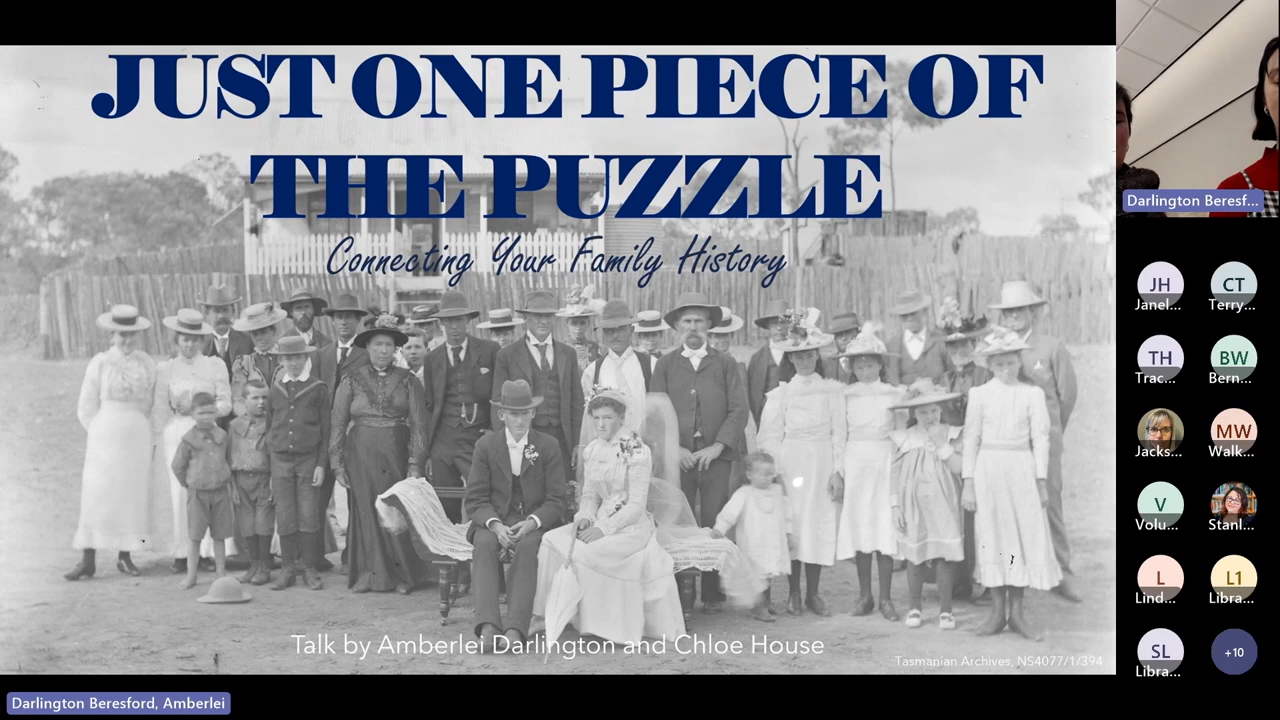 JUST ONE PIECE OF
THE PUZZLE
Connecting Your Family History
Talk by Amberlei Darlington and Chloe House
Tasmanian Archives, NS4077/1/394
Darlington Beresford, Amberlei
Darlington Beresf...
JH
Janel...
CT
Terry...
TH
Trac...
BW
Bern...
Jacks...
MW
Walk...
V
Volu...
Stanl...
L
Lind...
L1
Libra...
SL
Libra...
+10